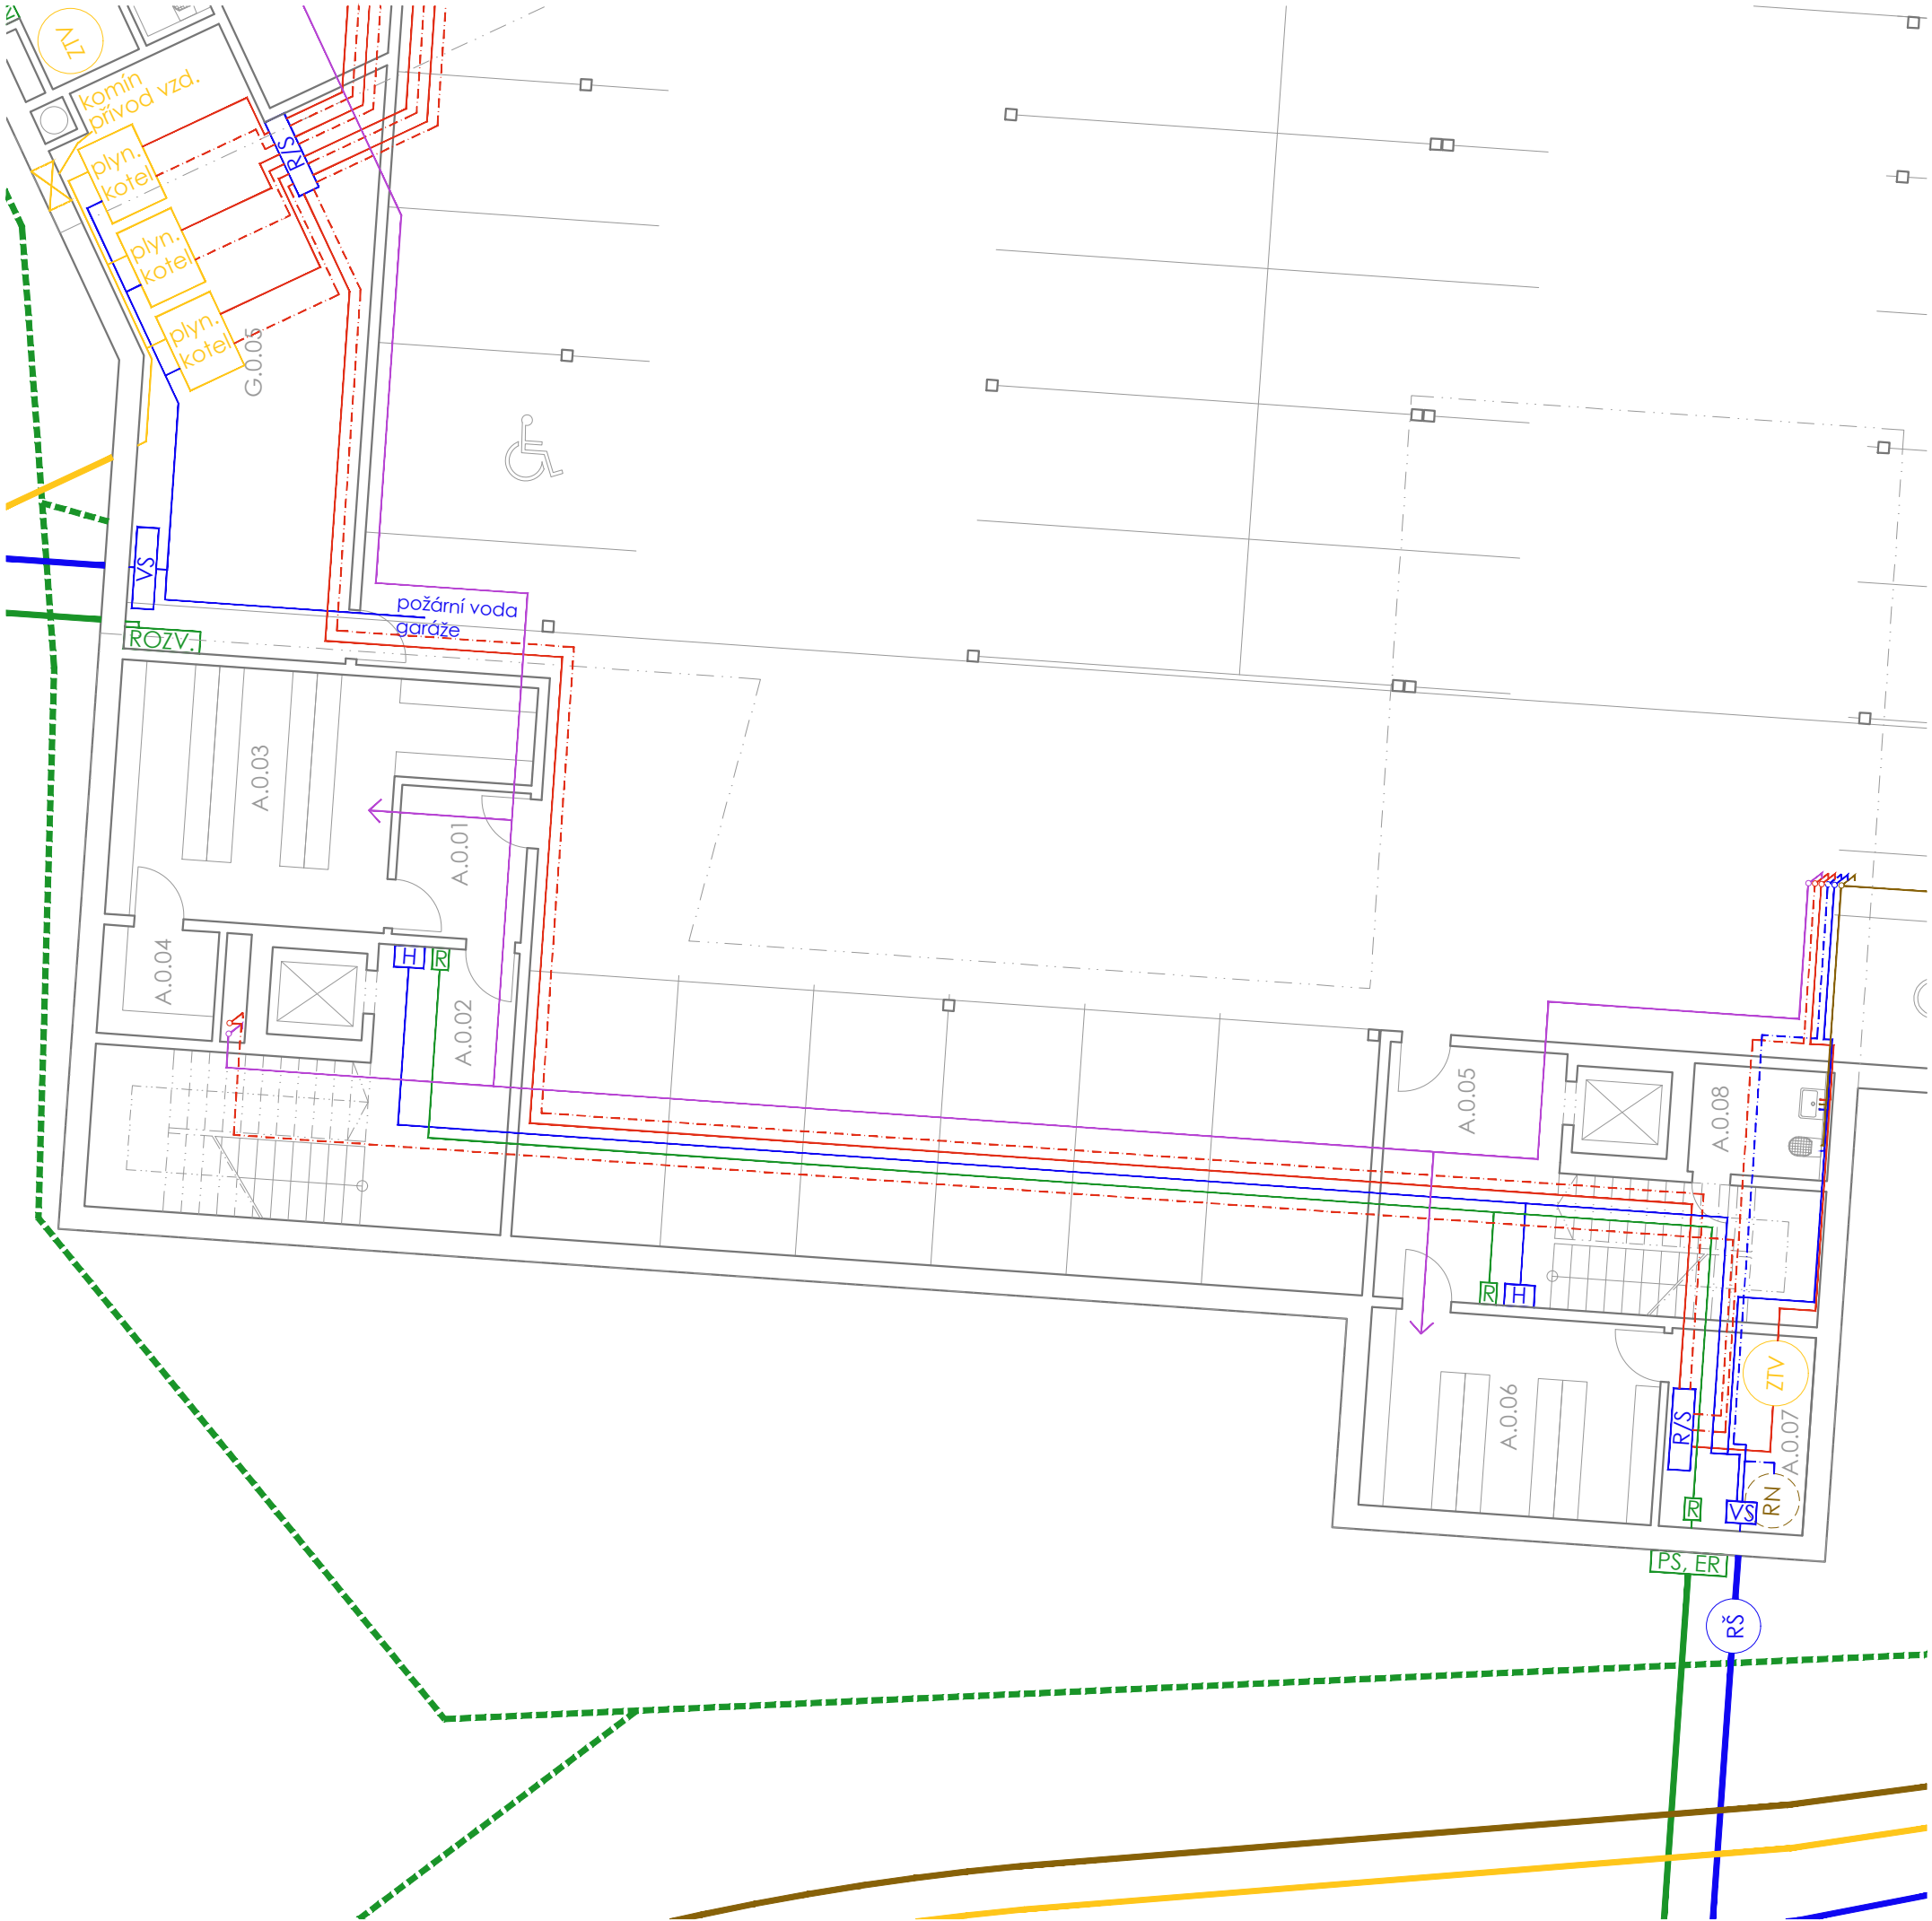 ZTV
komín
přívod vzd.
plyn.
kotel
plyn.
kotel
plyn.
kotel
R/S
G.0.05
VS
požární voda
garáže
ROZV.
A.0.03
A.0.01
A.0.04
H
R
A.0.02
A.0.05
A.0.08
R
H
A.0.06
ZTV
R/S
A.0.07
R
VS
RN
PS, ER
RŠ